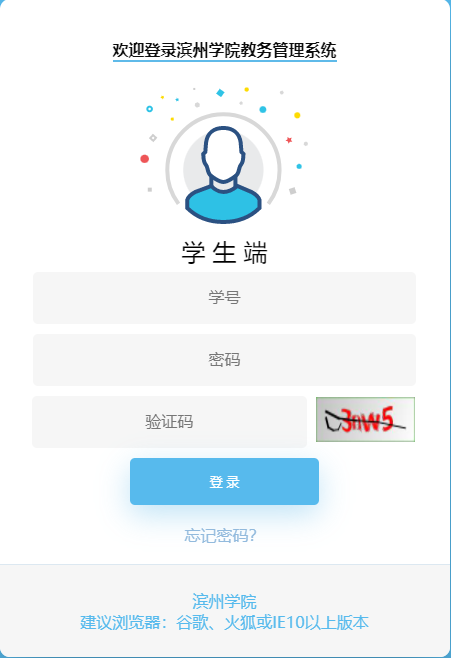 欢迎登录滨州学院教务管理系统
学生端
学号
密码
验证码
登 录
忘记密码?
滨州学院
建议浏览器：谷歌、火狐或IE10以上版本